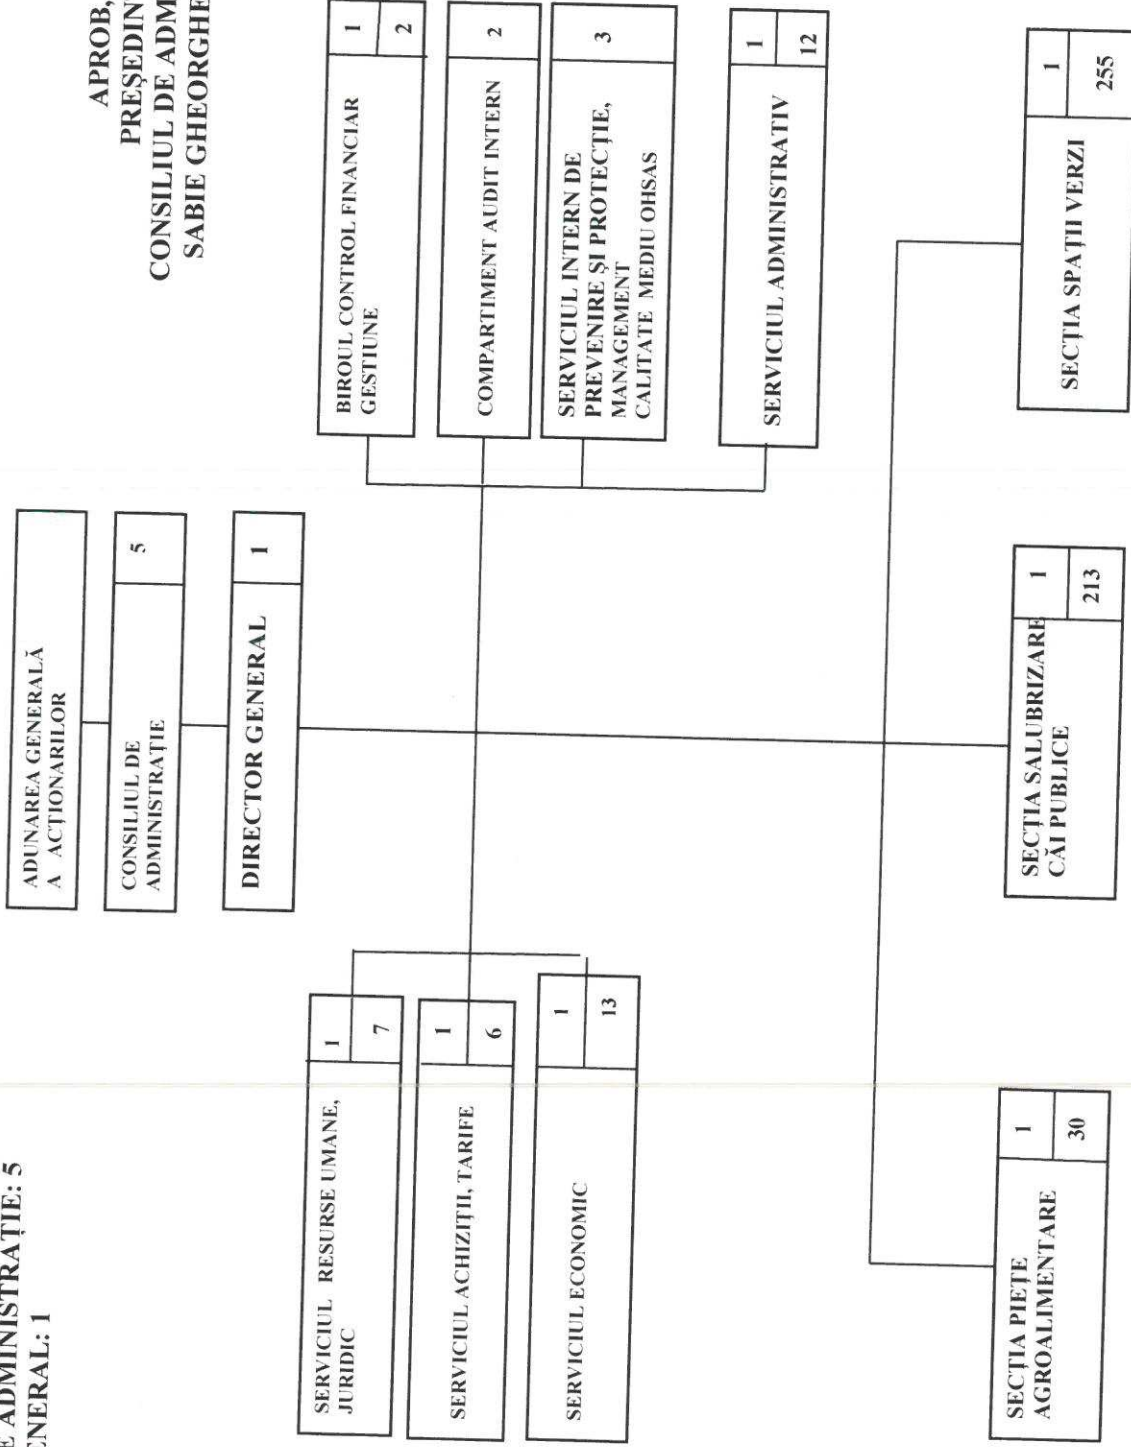 E ADMINISTRAȚIE: 5
ENERAL: 1
APROB,
PREȘEDIN
CONSILIUL DE ADM
SABIE GHEORGHE
ADUNAREA GENERALĂ
A ACȚIONARILOR
CONSILIUL DE
ADMINISTRAȚIE
5
DIRECTOR GENERAL
1
SERVICIUL RESURSE UMANE,
JURIDIC
1
7
SERVICIUL ACHIZIȚII, TARIFE
1
6
SERVICIUL ECONOMIC
1
13
BIROUL CONTROL FINANCIAR
GESTIUNE
1
2
COMPARTIMENT AUDIT INTERN
2
SERVICIUL INTERN DE
PREVENIRE ȘI PROTECȚIE,
MANAGEMENT
CALITATE MEDIU OHSAS
3
SERVICIUL ADMINISTRATIV
1
12
SECȚIA PIEȚE
AGROALIMENTARE
1
30
SECȚIA SALUBRIZARE
CĂI PUBLICE
1
213
SECȚIA SPAȚII VERZI
1
255